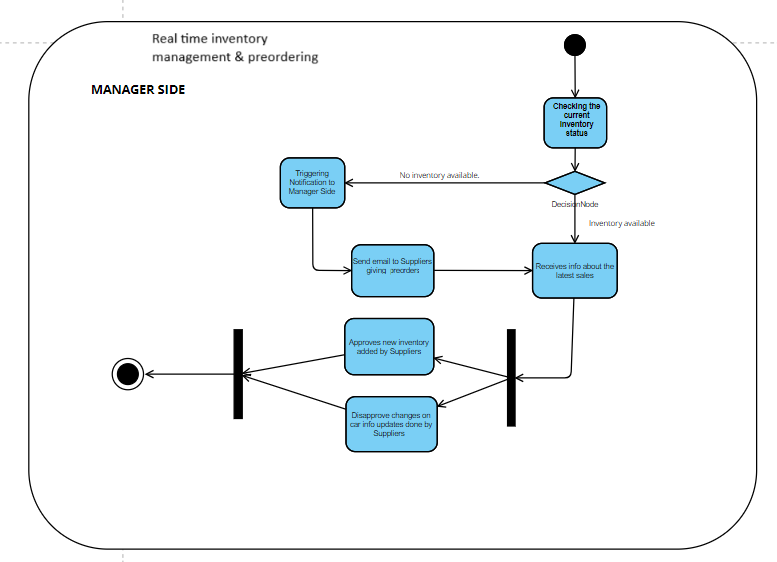 Real time inventory
management & preordering
MANAGER SIDE
Checking the
current
inventory
status
Triggering
Notification to
Manager Side
No inventory available.
DecisionNode
Inventory available
Send email to Suppliers
giving preorders
Receives info about the
latest sales
Approves new inventory
added by Suppliers
Disapprove changes on
car info updates done by
Suppliers